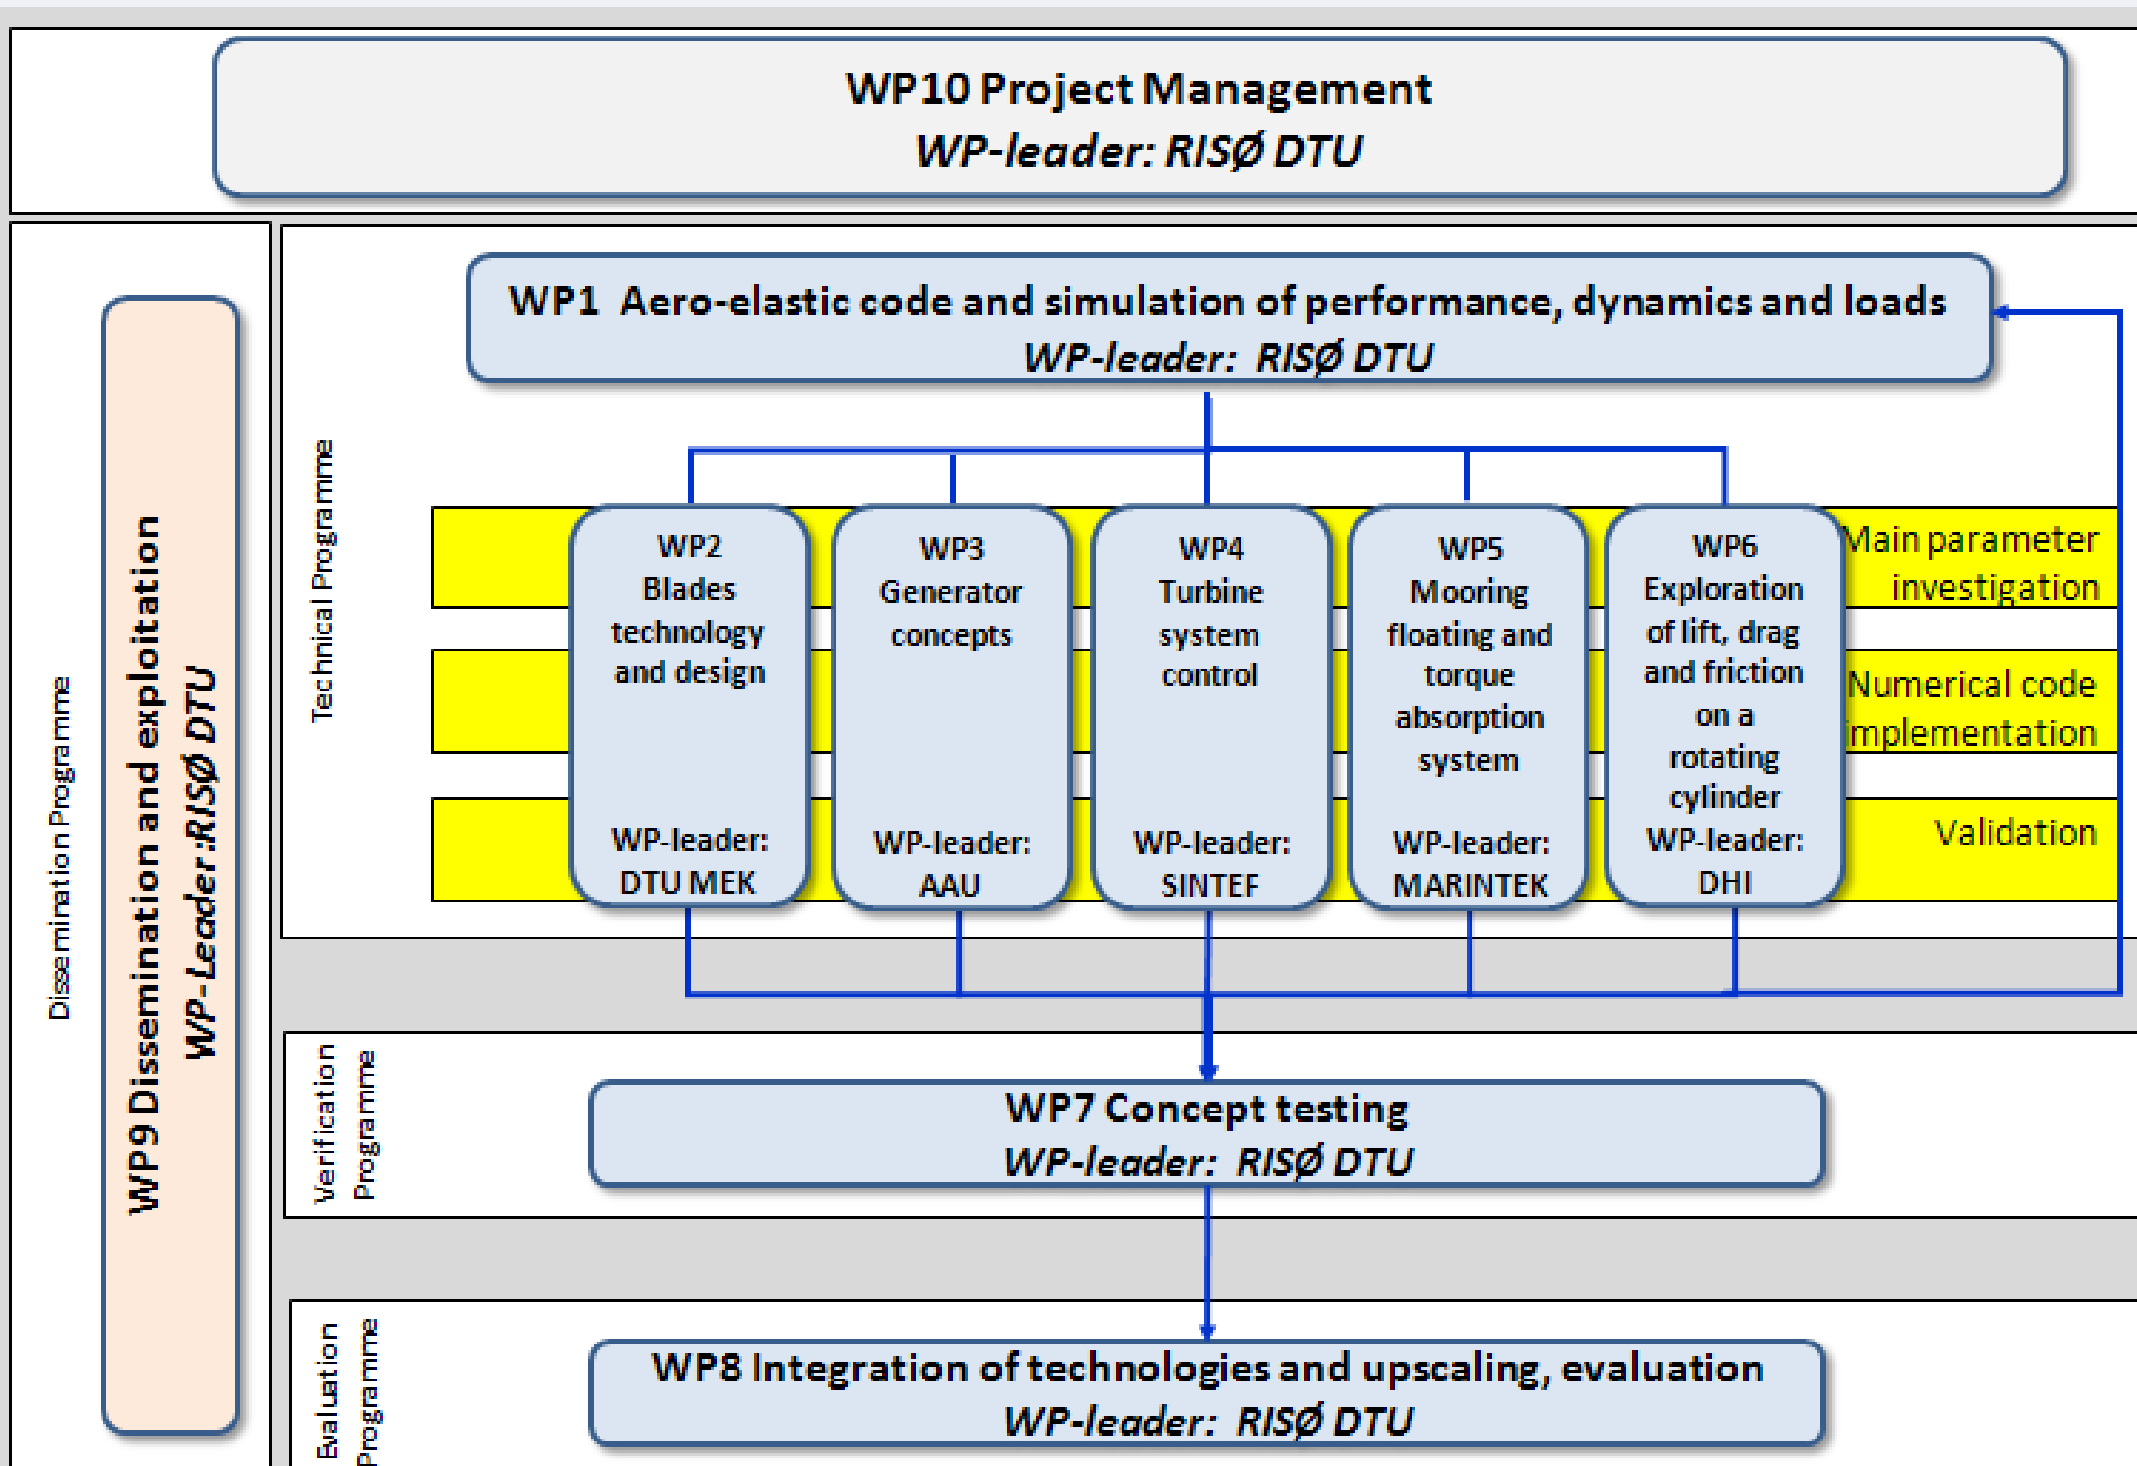 WP10 Project Management
WP-leader: RISØ DTU
Dissemination Programme
WP9 Dissemination and exploitation
WP-Leader:RISØ DTU
Technical Programme
WP1 Aero-elastic code and simulation of performance, dynamics and loads
WP-leader: RISØ DTU
WP2
Blades
technology
and design
WP-leader:
DTU MEK
WP3
Generator
concepts
WP-leader:
AAU
WP4
Turbine
system
control
WP-leader:
SINTEF
WP5
Mooring
floating and
torque
absorption
system
WP-leader:
MARINTEK
WP6
Exploration
of lift, drag
and friction
on a
rotating
cylinder
WP-leader:
DHI
Main parameter
investigation
Numerical code
implementation
Validation
Verification
Programme
WP7 Concept testing
WP-leader: RISØ DTU
Evaluation
Programme
WP8 Integration of technologies and upscaling, evaluation
WP-leader: RISØ DTU